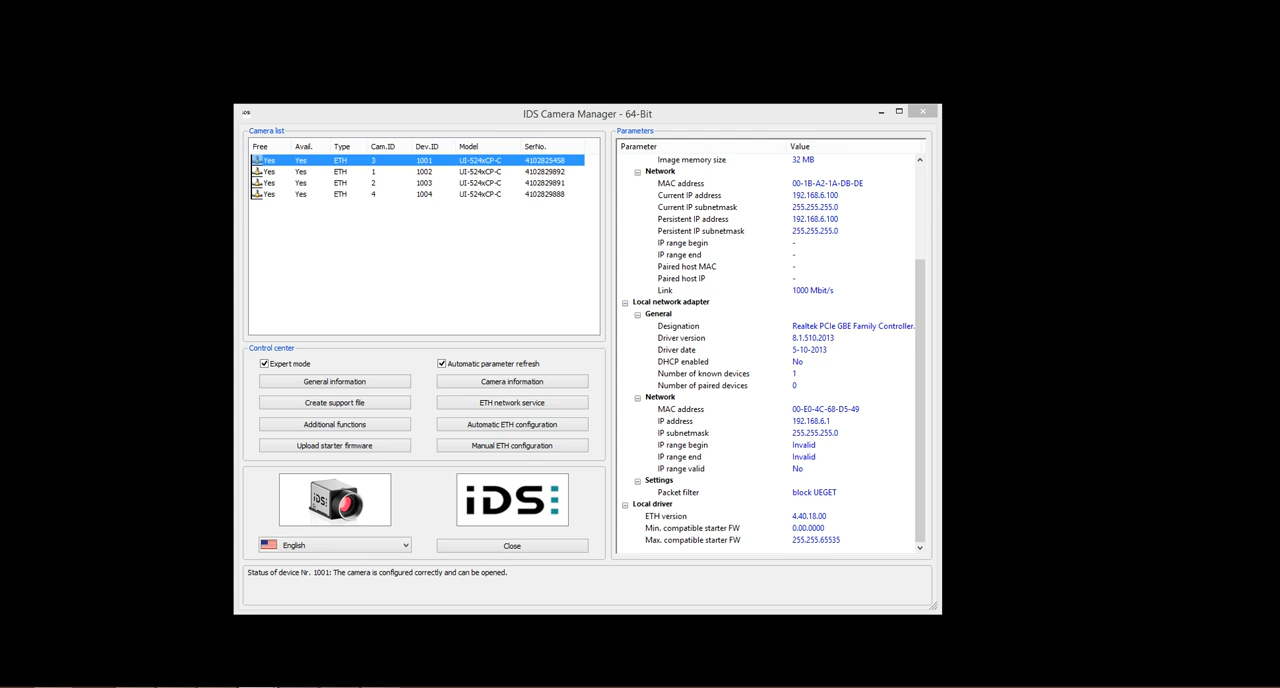 iDS: IDS Camera Manager - 64-Bit
Camera list
Free Avail. Type Cam.ID Dev.ID Model SerNo.
Yes Yes ETH 3 1001 UI-524xCP-C 4102825458
Yes Yes ETH 1 1002 UI-524xCP-C 4102829892
Yes Yes ETH 2 1003 UI-524xCP-C 4102829891
Yes Yes ETH 4 1004 UI-524xCP-C 4102829888
Control center
Expert mode Automatic parameter refresh
General information Camera information
Create support file ETH network service
Additional functions Automatic ETH configuration
Upload starter firmware Manual ETH configuration
iDS: iDS:
English Close
Parameters
Parameter Value
Image memory size 32 MB
Network
MAC address 00-1B-A2-1A-DB-DE
Current IP address 192.168.6.100
Current IP subnetmask 255.255.255.0
Persistent IP address 192.168.6.100
Persistent IP subnetmask 255.255.255.0
IP range begin -
IP range end -
Paired host MAC -
Paired host IP -
Link 1000 Mbit/s
Local network adapter
General
Designation Realtek PCIe GBE Family Controller.
Driver version 8.1.510.2013
Driver date 5-10-2013
DHCP enabled No
Number of known devices 1
Number of paired devices 0
Network
MAC address 00-E0-4C-68-D5-49
IP address 192.168.6.1
IP subnetmask 255.255.255.0
IP range begin Invalid
IP range end Invalid
IP range valid No
Settings
Packet filter block UEGET
Local driver
ETH version 4.40.18.00
Min. compatible starter FW 0.00.0000
Max. compatible starter FW 255.255.65535
Status of device Nr. 1001: The camera is configured correctly and can be opened.